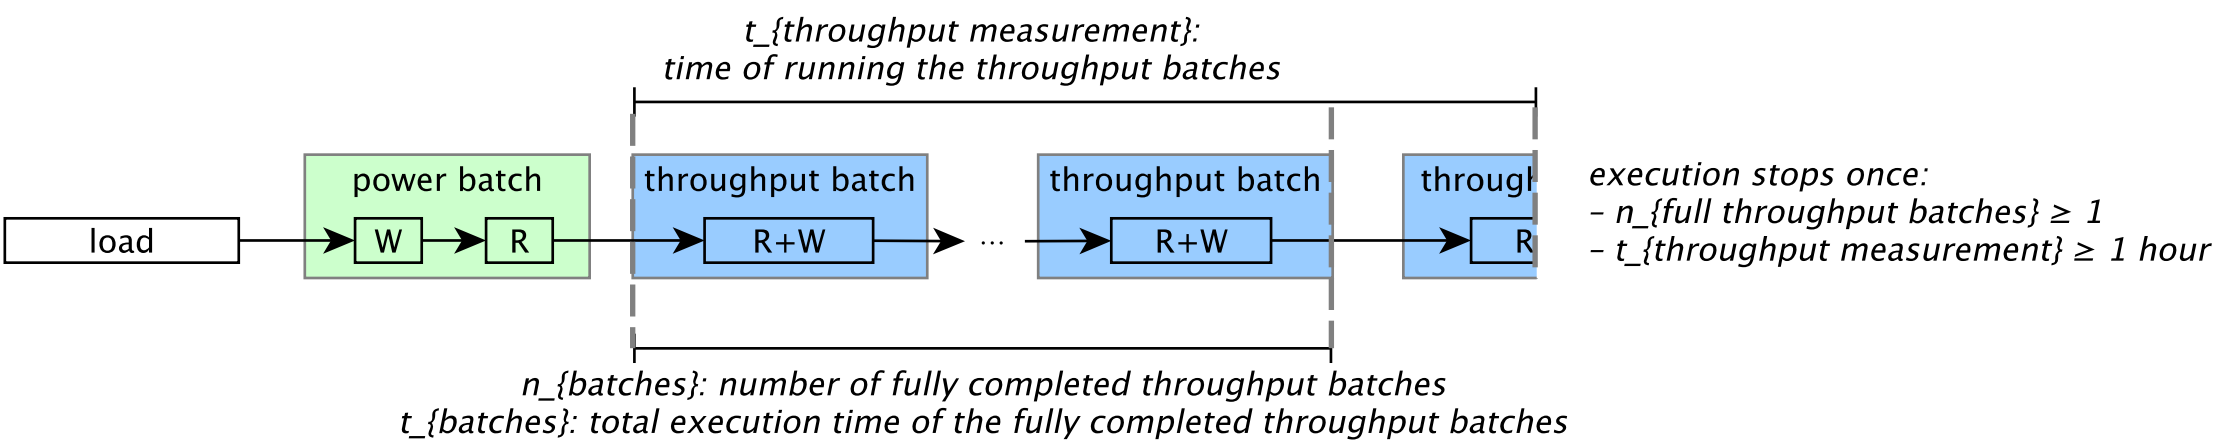 t_{throughput measurement}:
time of running the throughput batches
power batch
throughput batch
throughput batch
through
execution stops once:
– n_{full throughput batches} ≥ 1
– t_{throughput measurement} ≥ 1 hour
load
W
R
R+W
...
R+W
R
n_{batches}: number of fully completed throughput batches
t_{batches}: total execution time of the fully completed throughput batches